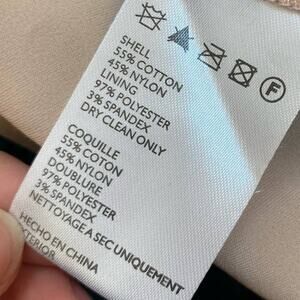 F
SHELL
55% COTTON
45% NYLON
LINING
97% POLYESTER
3% SPANDEX
DRY CLEAN ONLY
COQUILLE
55% COTON
45% NYLON
DOUBLURE
97% POLYESTER
3% SPANDEX
NETTOYAGE A SEC UNIQUEMENT
HECHO EN CHINA